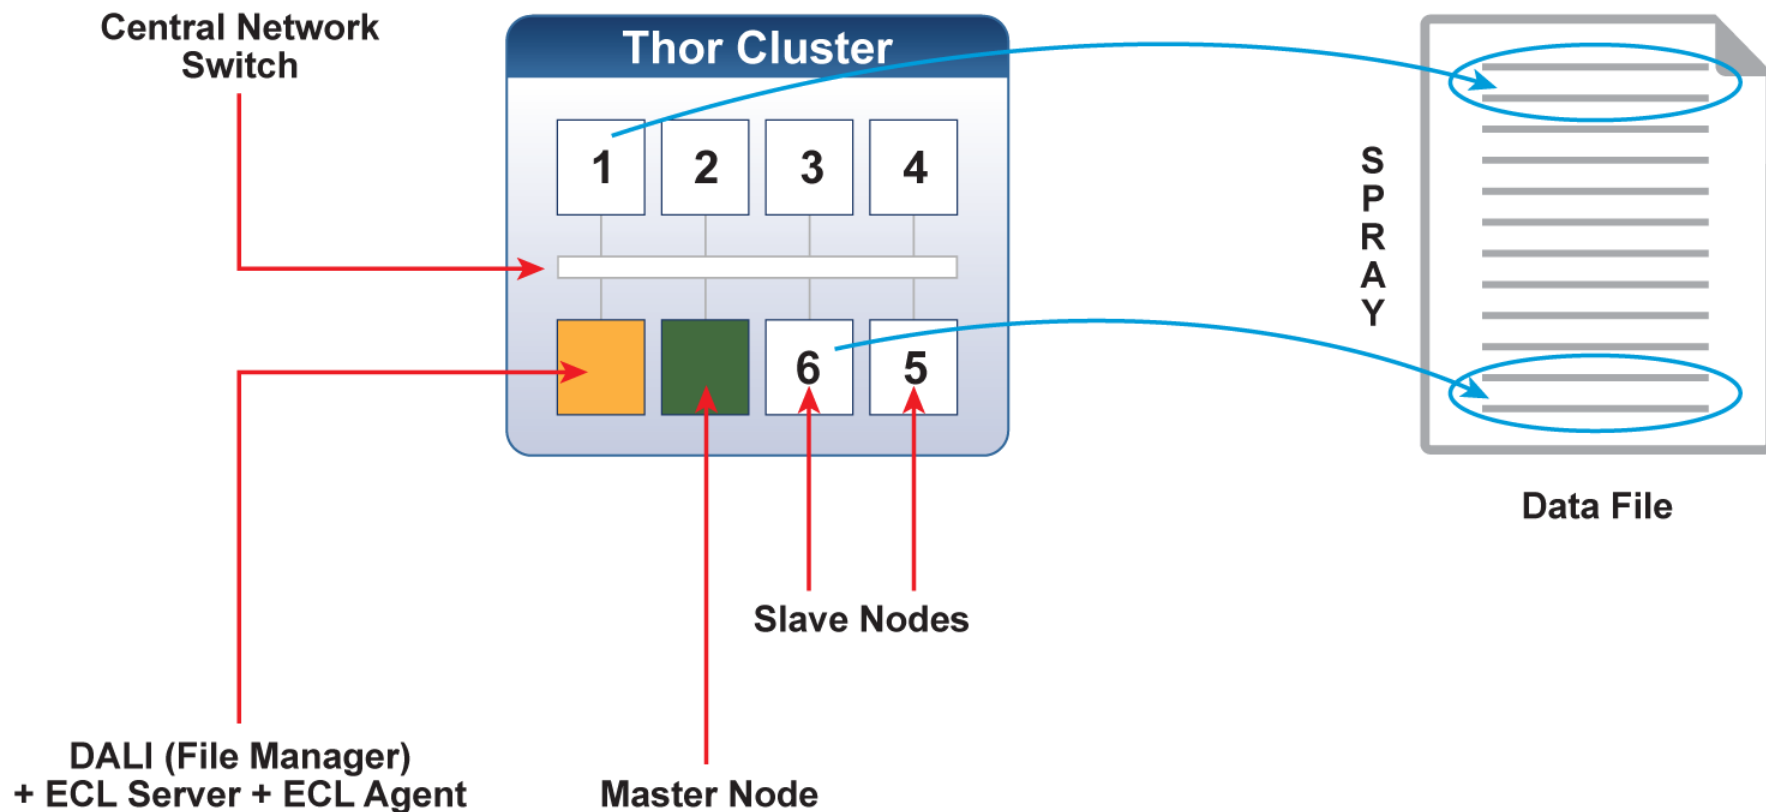 Central Network
Switch
Thor Cluster
1 2 3 4
6 5
S
P
R
A
Y
Data File
Slave Nodes
DALI (File Manager)
+ ECL Server + ECL Agent
Master Node